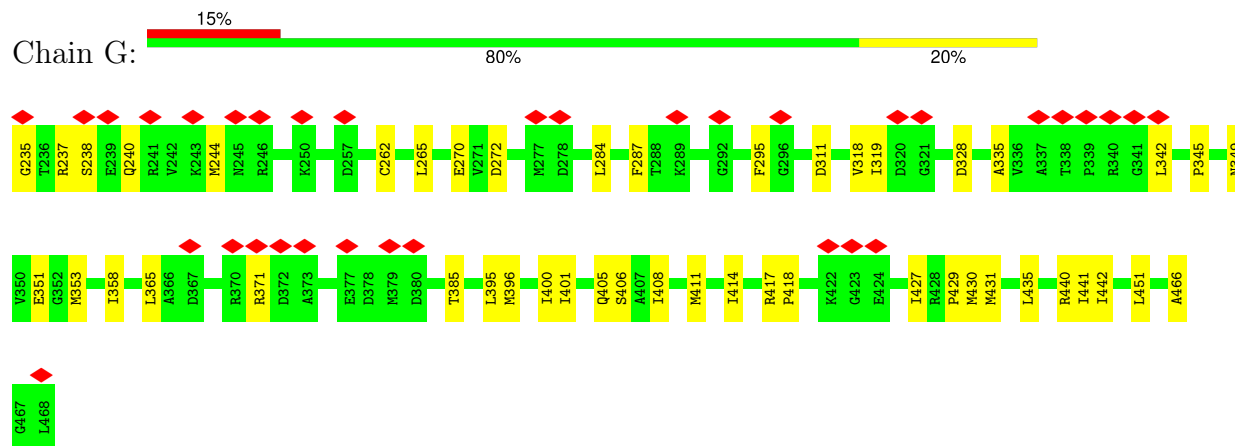 15%
Chain G:
80% 20%
G235 T236 R237 S238 E239 Q240 R241 V242 K243 M244 N245 R246 K250 D257 C262 L265 E270 V271 D272 M277 D278 L284 F287 T288 K289 G292 F295 G296 D311 V318 I319 D320 G321 D328 A335 V336 A337 T338 P339 R340 G341 L342 P345 N349
V350 E351 G352 M353 I358 L365 A366 D367 R370 R371 D372 A373 E377 D378 M379 D380 T385 L395 M396 I400 I401 Q405 S406 A407 I408 M411 I414 R417 P418 K422 G423 E424 I427 R428 P429 M430 M431 L435 R440 I441 I442 L451 A466
G467 L468